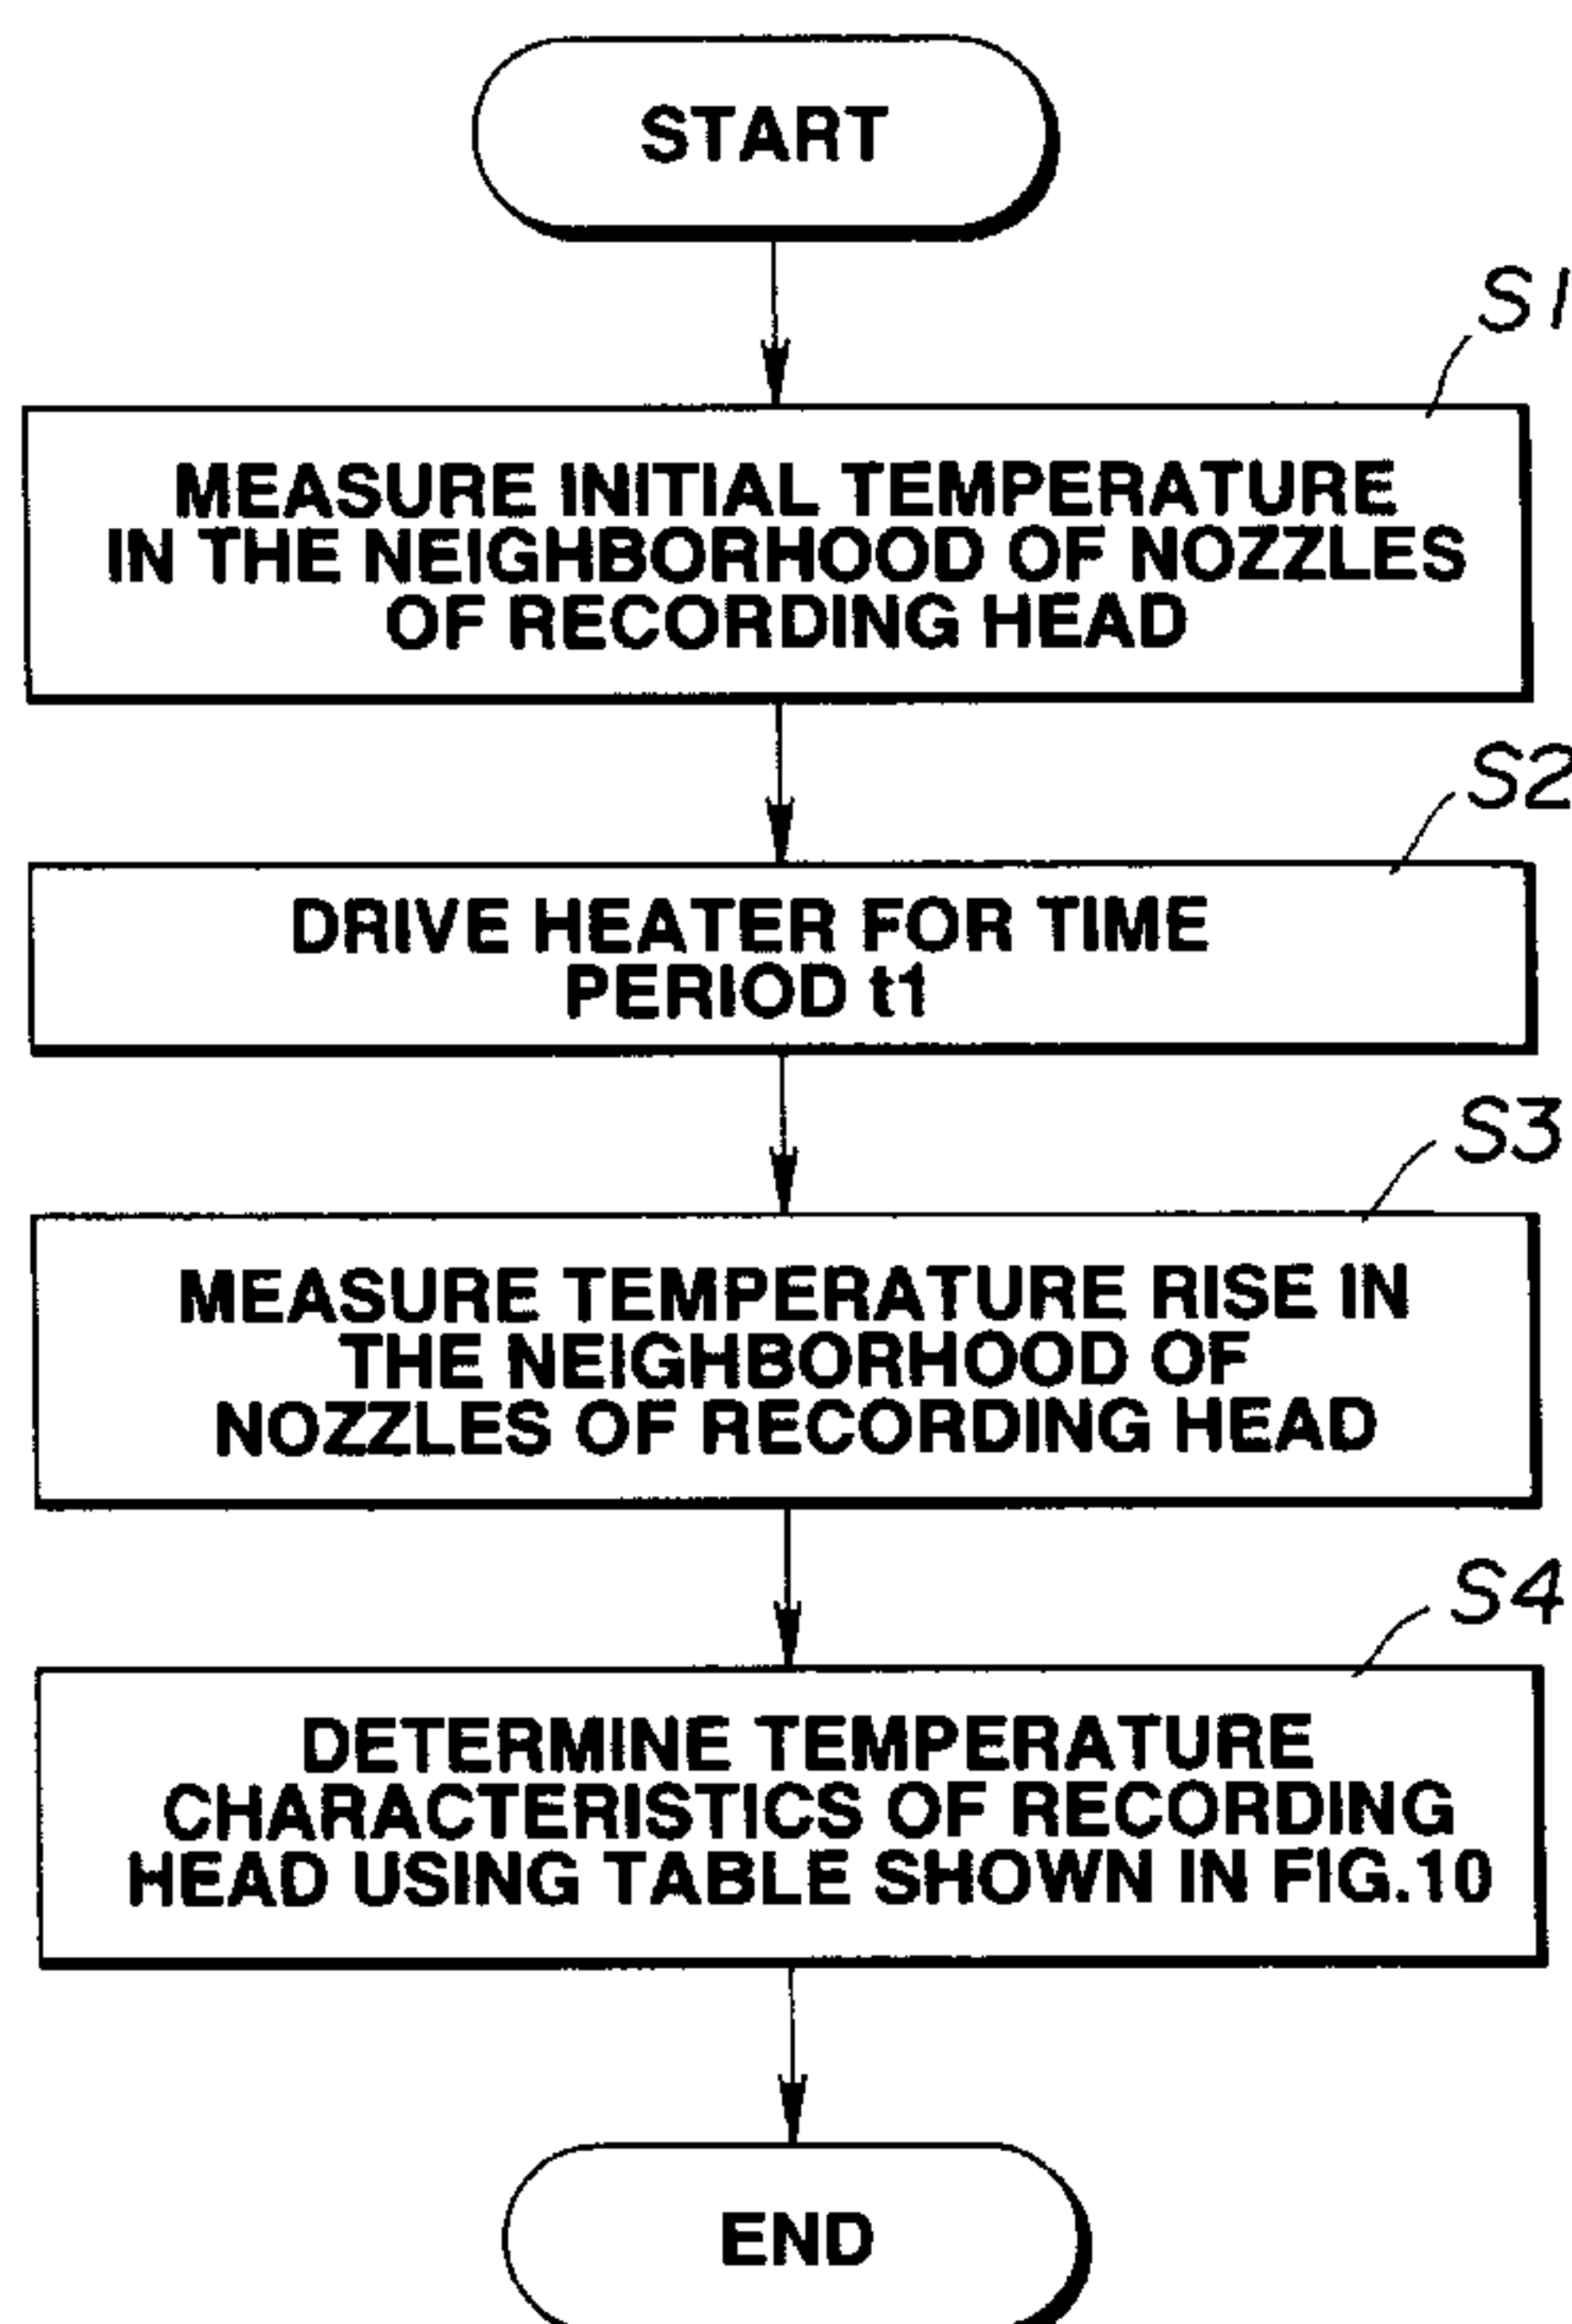 START
S1
MEASURE INITIAL TEMPERATURE
IN THE NEIGHBORHOOD OF NOZZLES
OF RECORDING HEAD
S2
DRIVE HEATER FOR TIME
PERIOD t1
S3
MEASURE TEMPERATURE RISE IN
THE NEIGHBORHOOD OF
NOZZLES OF RECORDING HEAD
S4
DETERMINE TEMPERATURE
CHARACTERISTICS OF RECORDING
HEAD USING TABLE SHOWN IN FIG.10
END